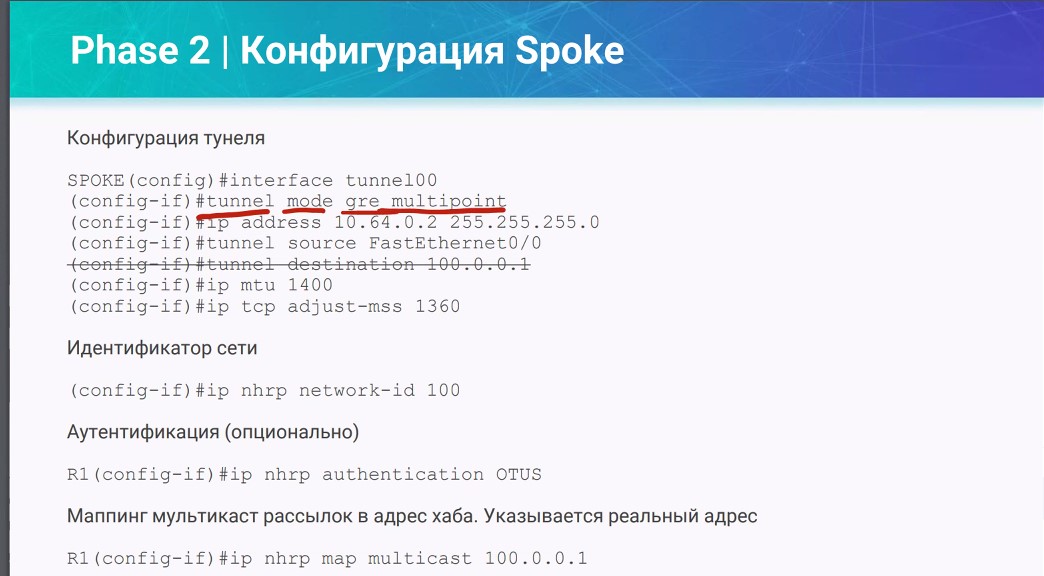 Phase 2 | Конфигурация Spoke
Конфигурация тунеля
SPOKE(config)#interface tunnel00
(config-if)#tunnel mode gre multipoint
(config-if)#ip address 10.64.0.2 255.255.255.0
(config-if)#tunnel source FastEthernet0/0
(config-if)#tunnel destination 100.0.0.1
(config-if)#ip mtu 1400
(config-if)#ip tcp adjust-mss 1360
Идентификатор сети
(config-if)#ip nhrp network-id 100
Аутентификация (опционально)
R1(config-if)#ip nhrp authentication OTUS
Маппинг мультикаст рассылок в адрес хаба. Указывается реальный адрес
R1(config-if)#ip nhrp map multicast 100.0.0.1